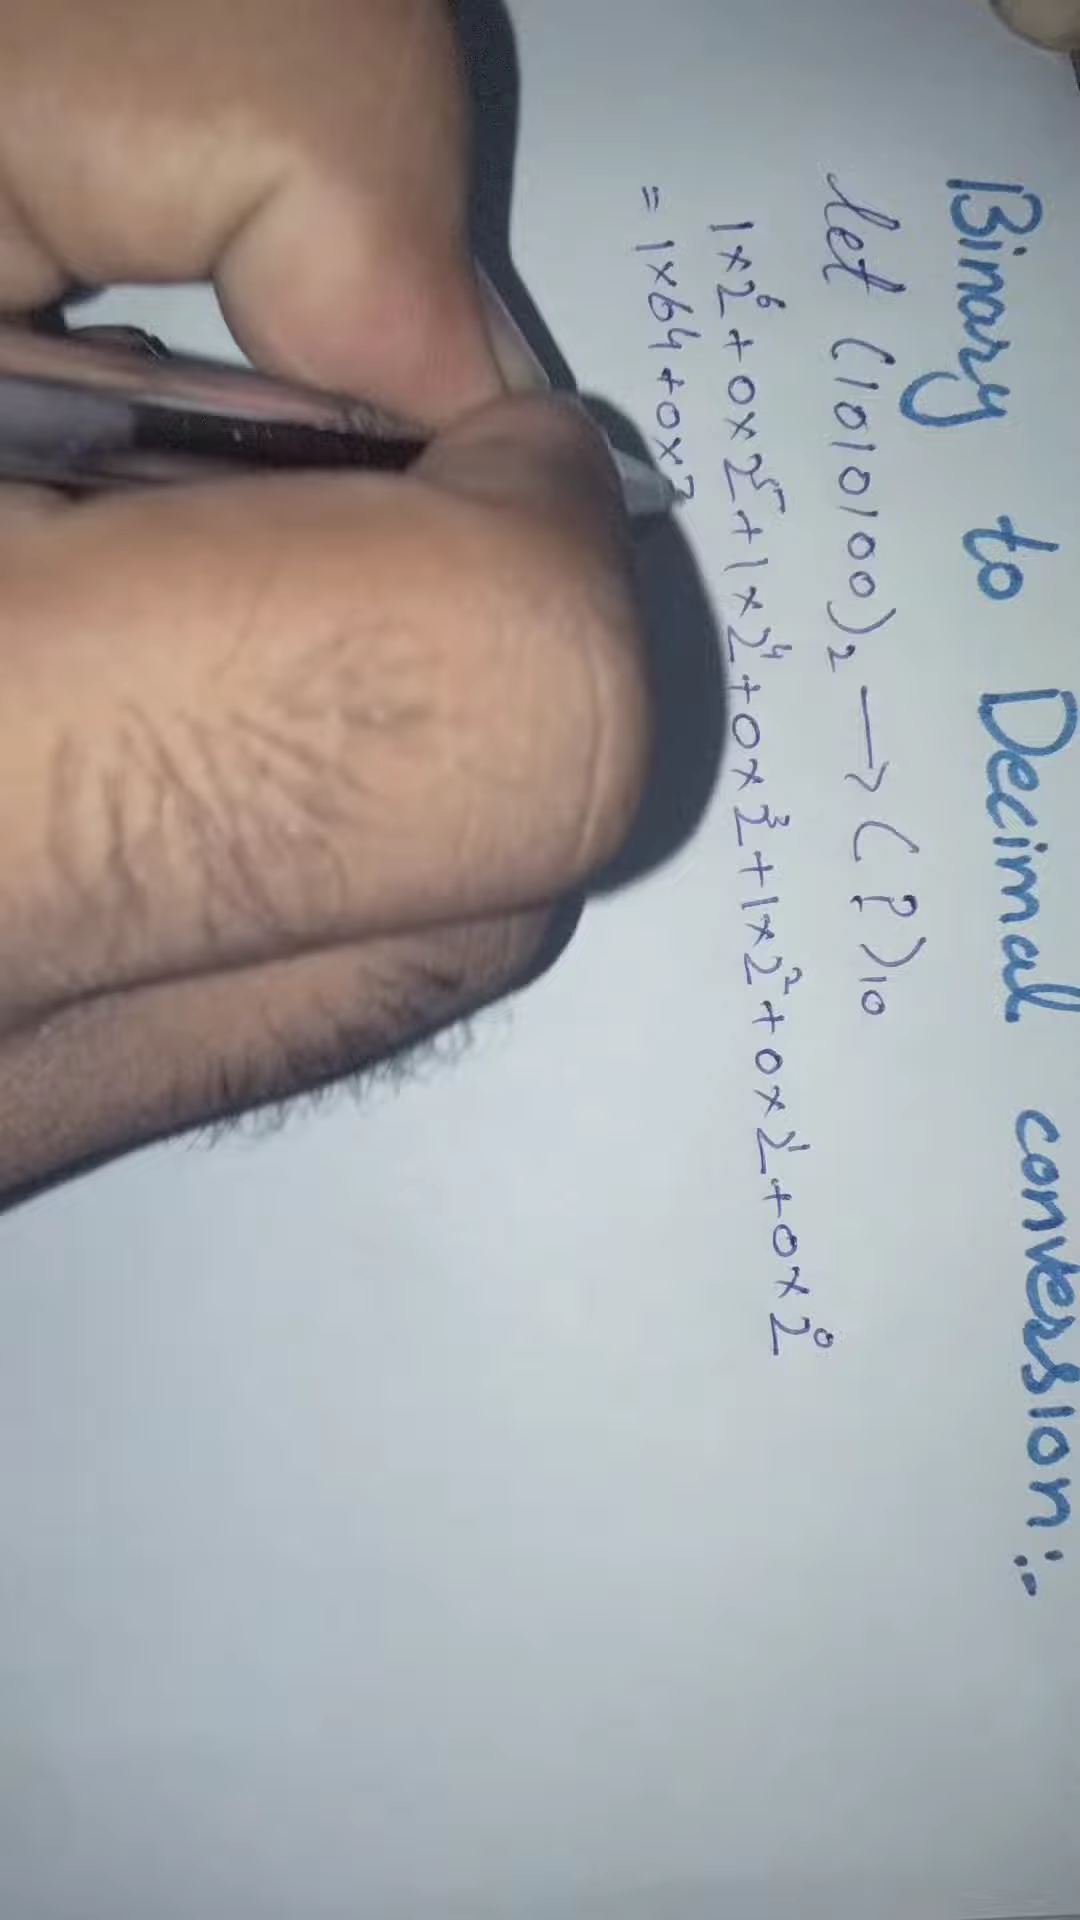 Binary to Decimal conversion:-
let (1010100)₂ → (?)₁₀
1×2⁶+0×2⁵+1×2⁴+0×2³+1×2²+0×2¹+0×2⁰
= 1×64+0×3